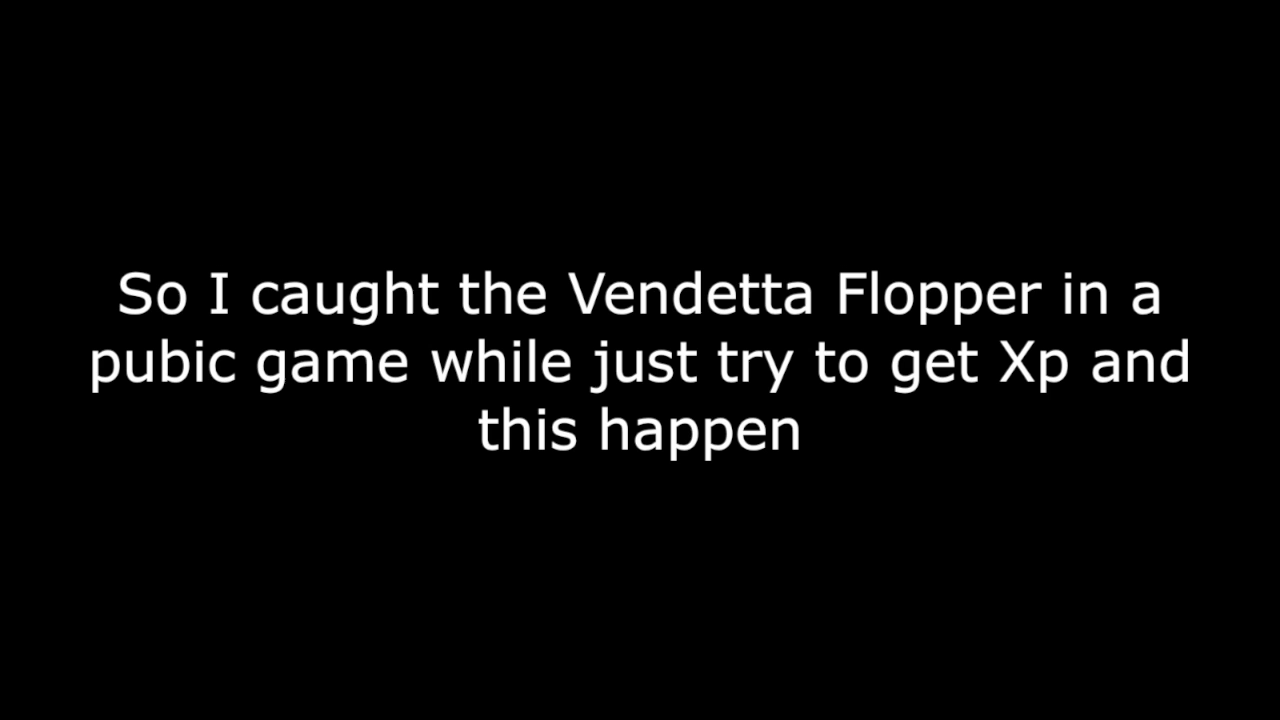 So I caught the Vendetta Flopper in a
pubic game while just try to get Xp and
this happen